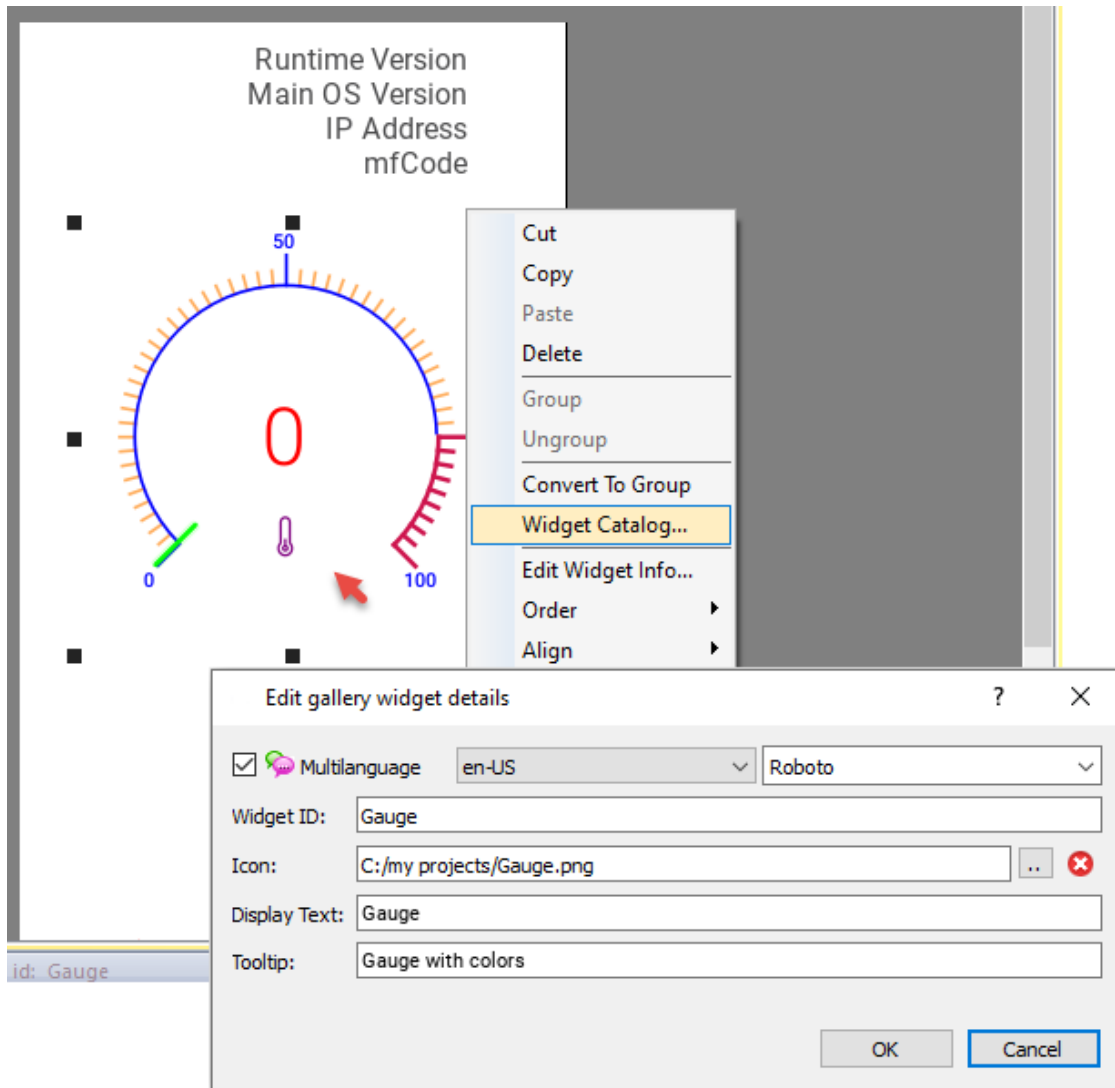 Runtime Version
Main OS Version
IP Address
mfCode
50
0
0
100
Cut
Copy
Paste
Delete
Group
Ungroup
Convert To Group
Widget Catalog...
Edit Widget Info...
Order
Align
id: Gauge
Edit gallery widget details ?
Multilanguage en-US Roboto
Widget ID: Gauge
Icon: C:/my projects/Gauge.png ..
Display Text: Gauge
Tooltip: Gauge with colors
OK Cancel